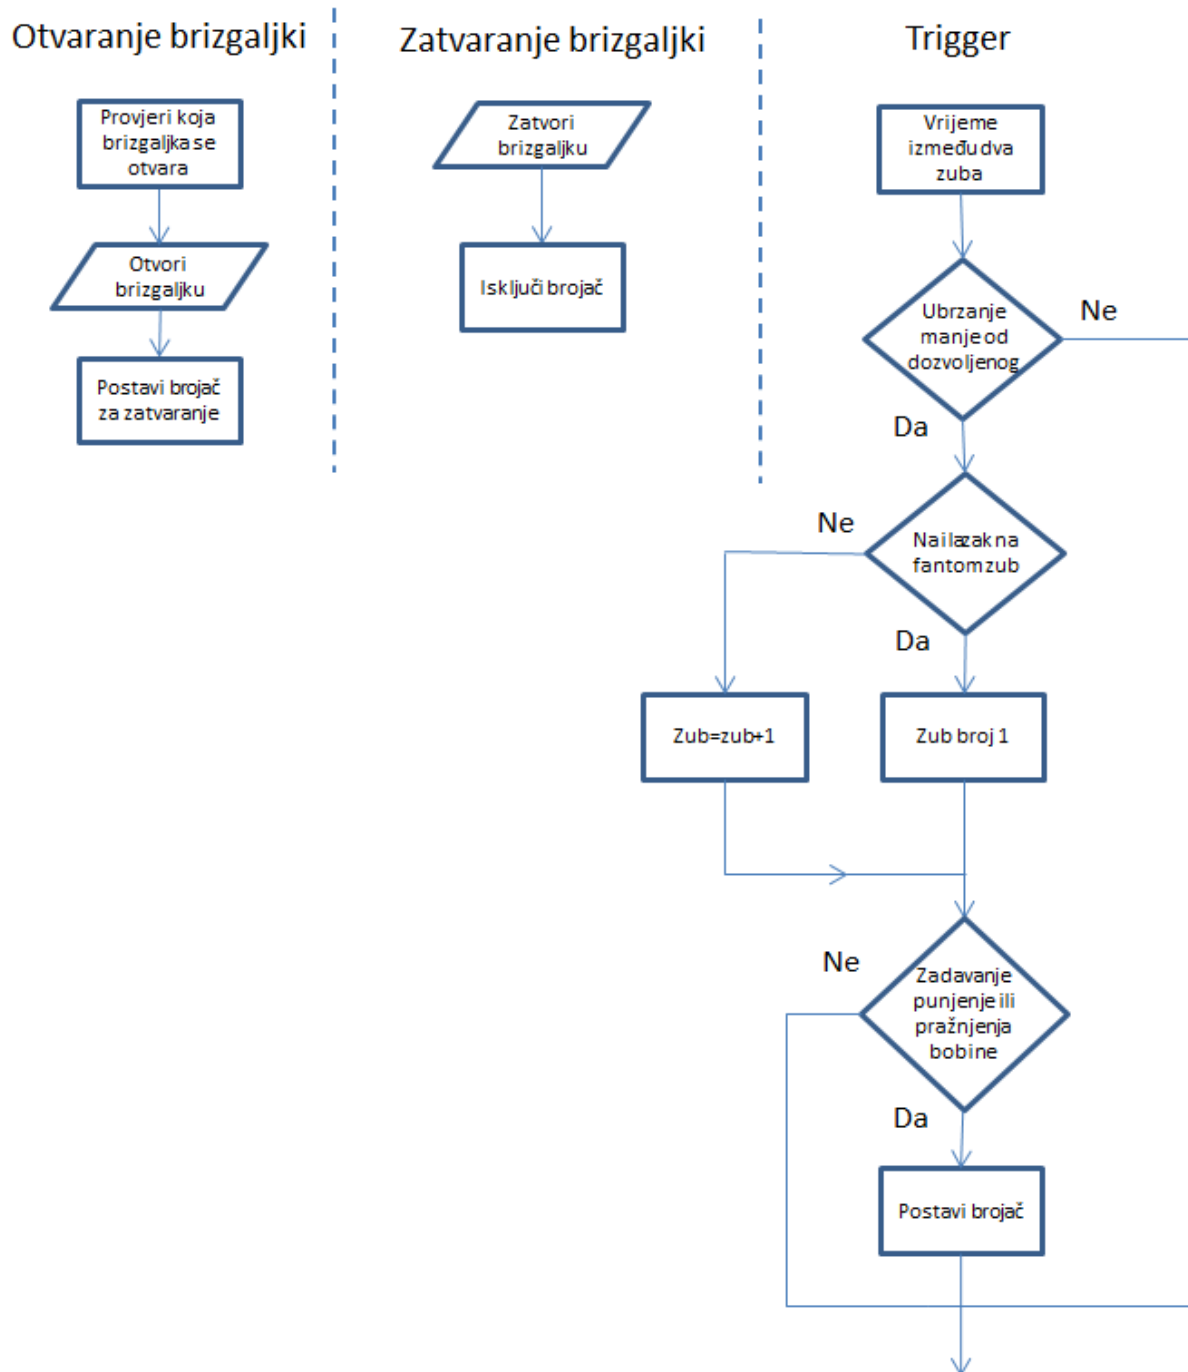 Otvaranje brizgaljki
Provjeri koja
brizgaljka se
otvara
Otvori
brizgaljku
Postavi brojač
za zatvaranje
Zatvaranje brizgaljki
Zatvori
brizgaljku
Isključi brojač
Trigger
Vrijeme
između dva
zuba
Ubrzanje
manje od
dozvoljenog
Ne
Da
Nailazak na
fantom zub
Ne
Da
Zub=zub+1
Zub broj 1
Zadavanje
punjenje ili
pražnjenja
bobine
Ne
Da
Postavi brojač